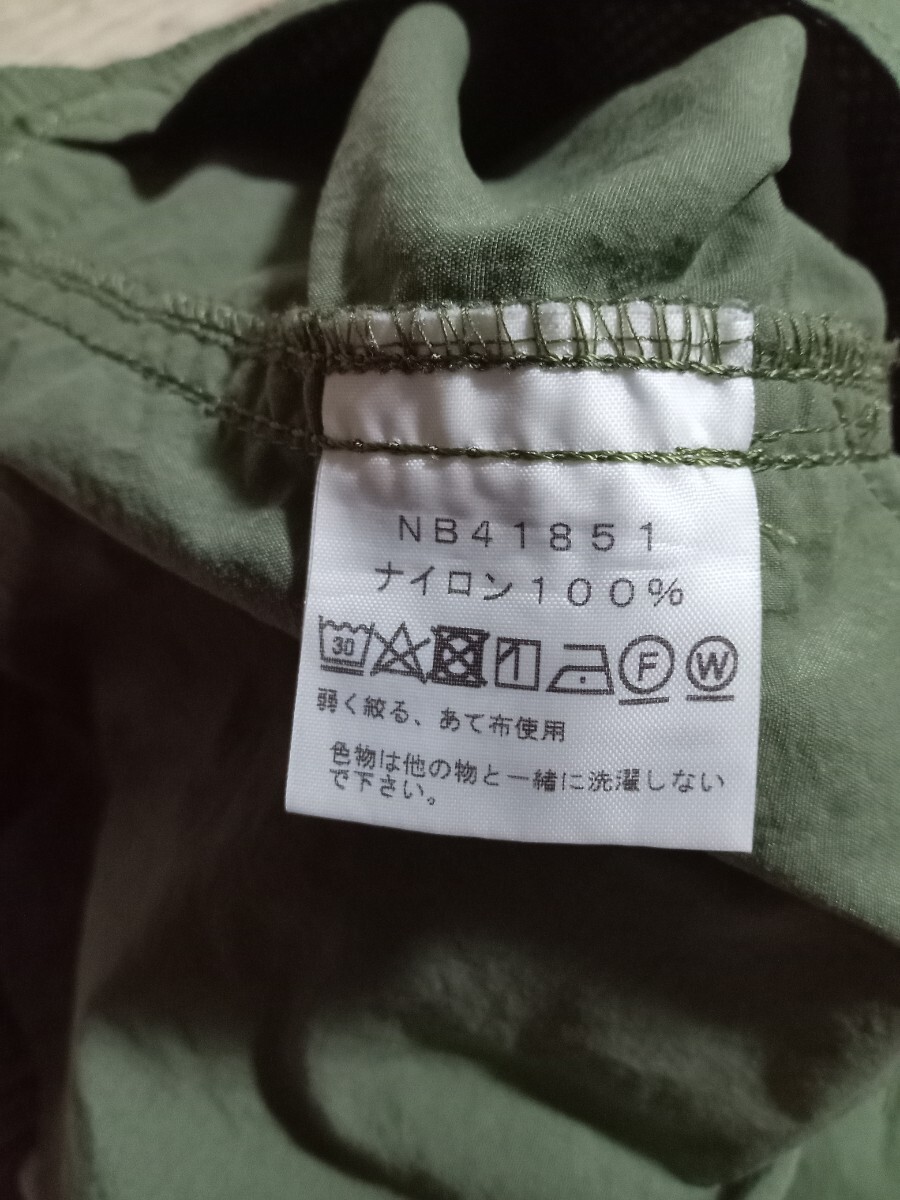 NB41851
ナイロン100%
30 F W
弱く絞る、あて布使用
色物は他の物と一緒に洗濯しない
で下さい。